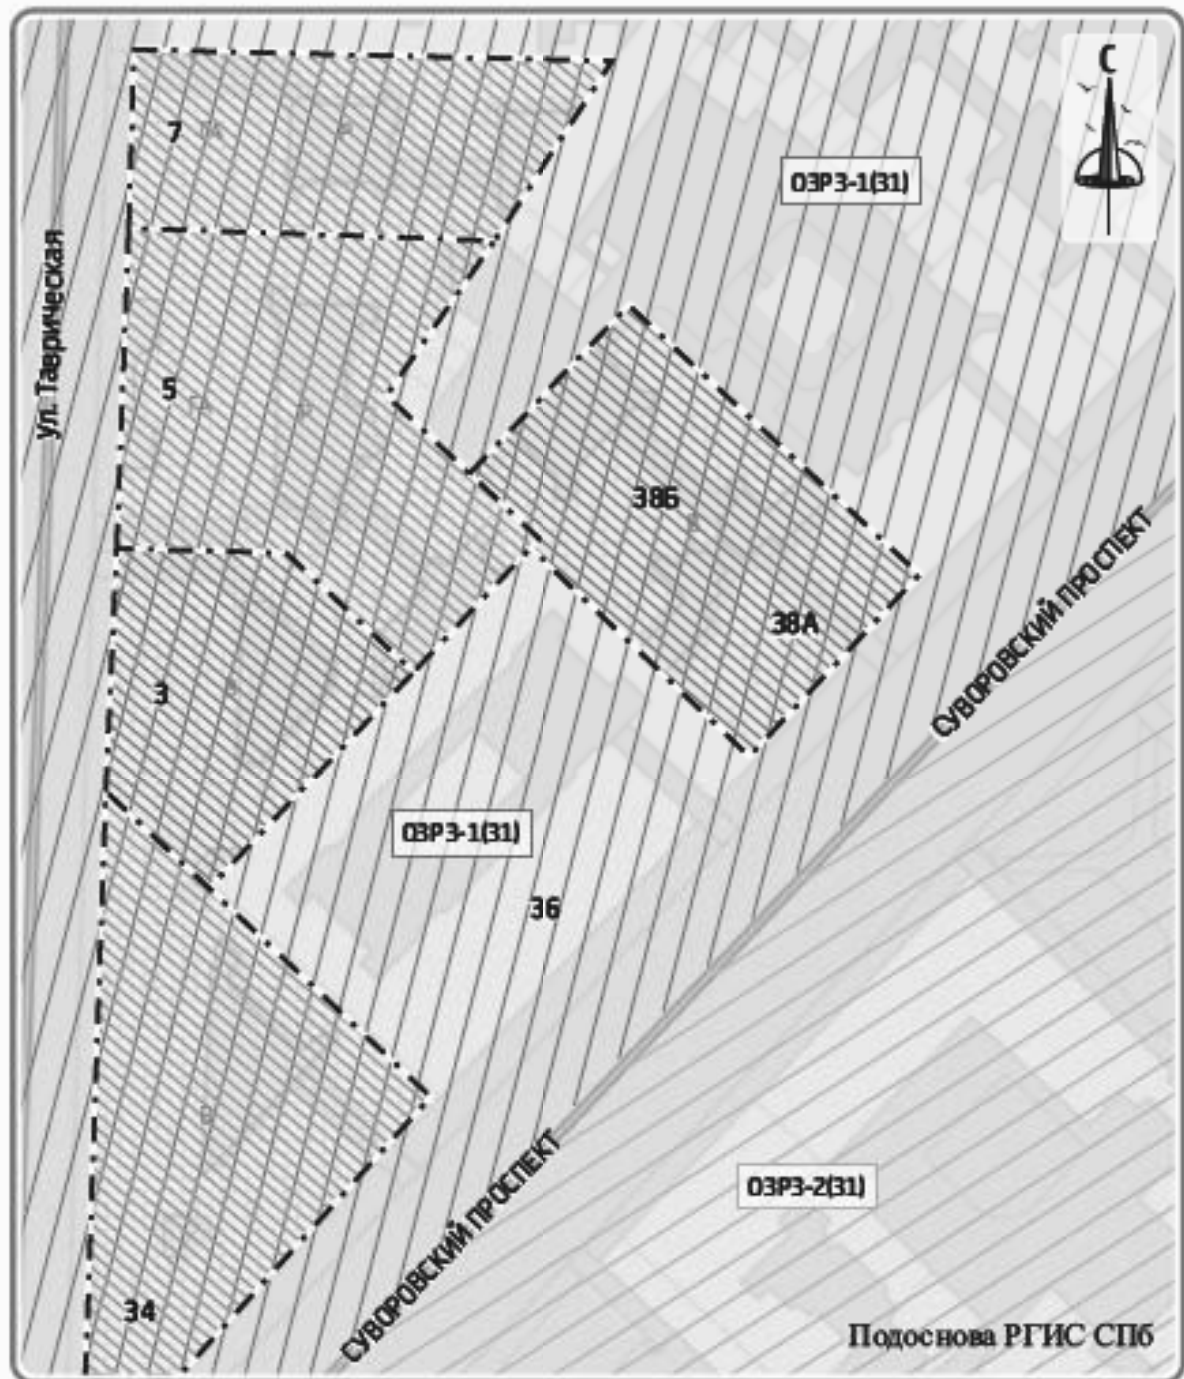 С
7
ОЗРЗ-1(31)
ул. Таврическая
5
38Б
38А
СУВОРОВСКИЙ ПРОСПЕКТ
3
ОЗРЗ-1(31)
36
ОЗРЗ-2(31)
СУВОРОВСКИЙ ПРОСПЕКТ
34
Подоснова РГИС СПб